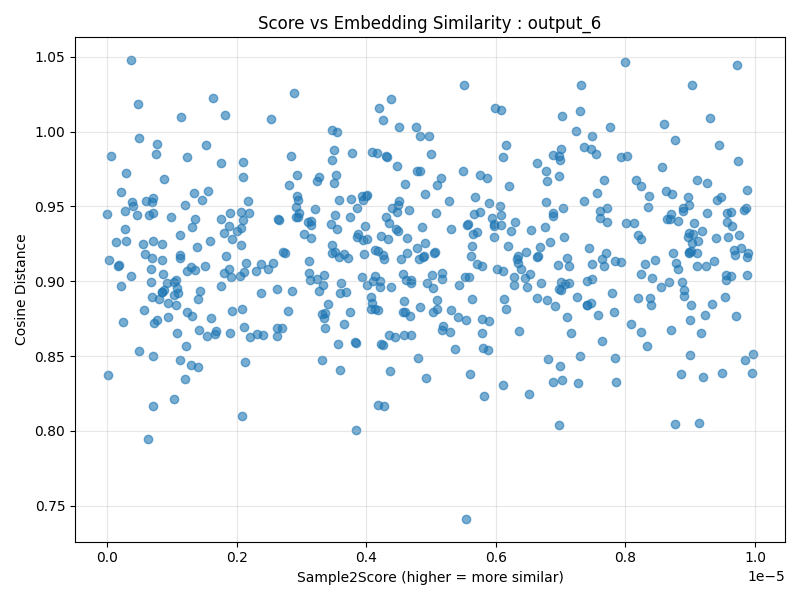 Score vs Embedding Similarity : output_6
Cosine Distance
1.05
1.00
0.95
0.90
0.85
0.80
0.75
0.0 0.2 0.4 0.6 0.8 1.0
1e−5
Sample2Score (higher = more similar)